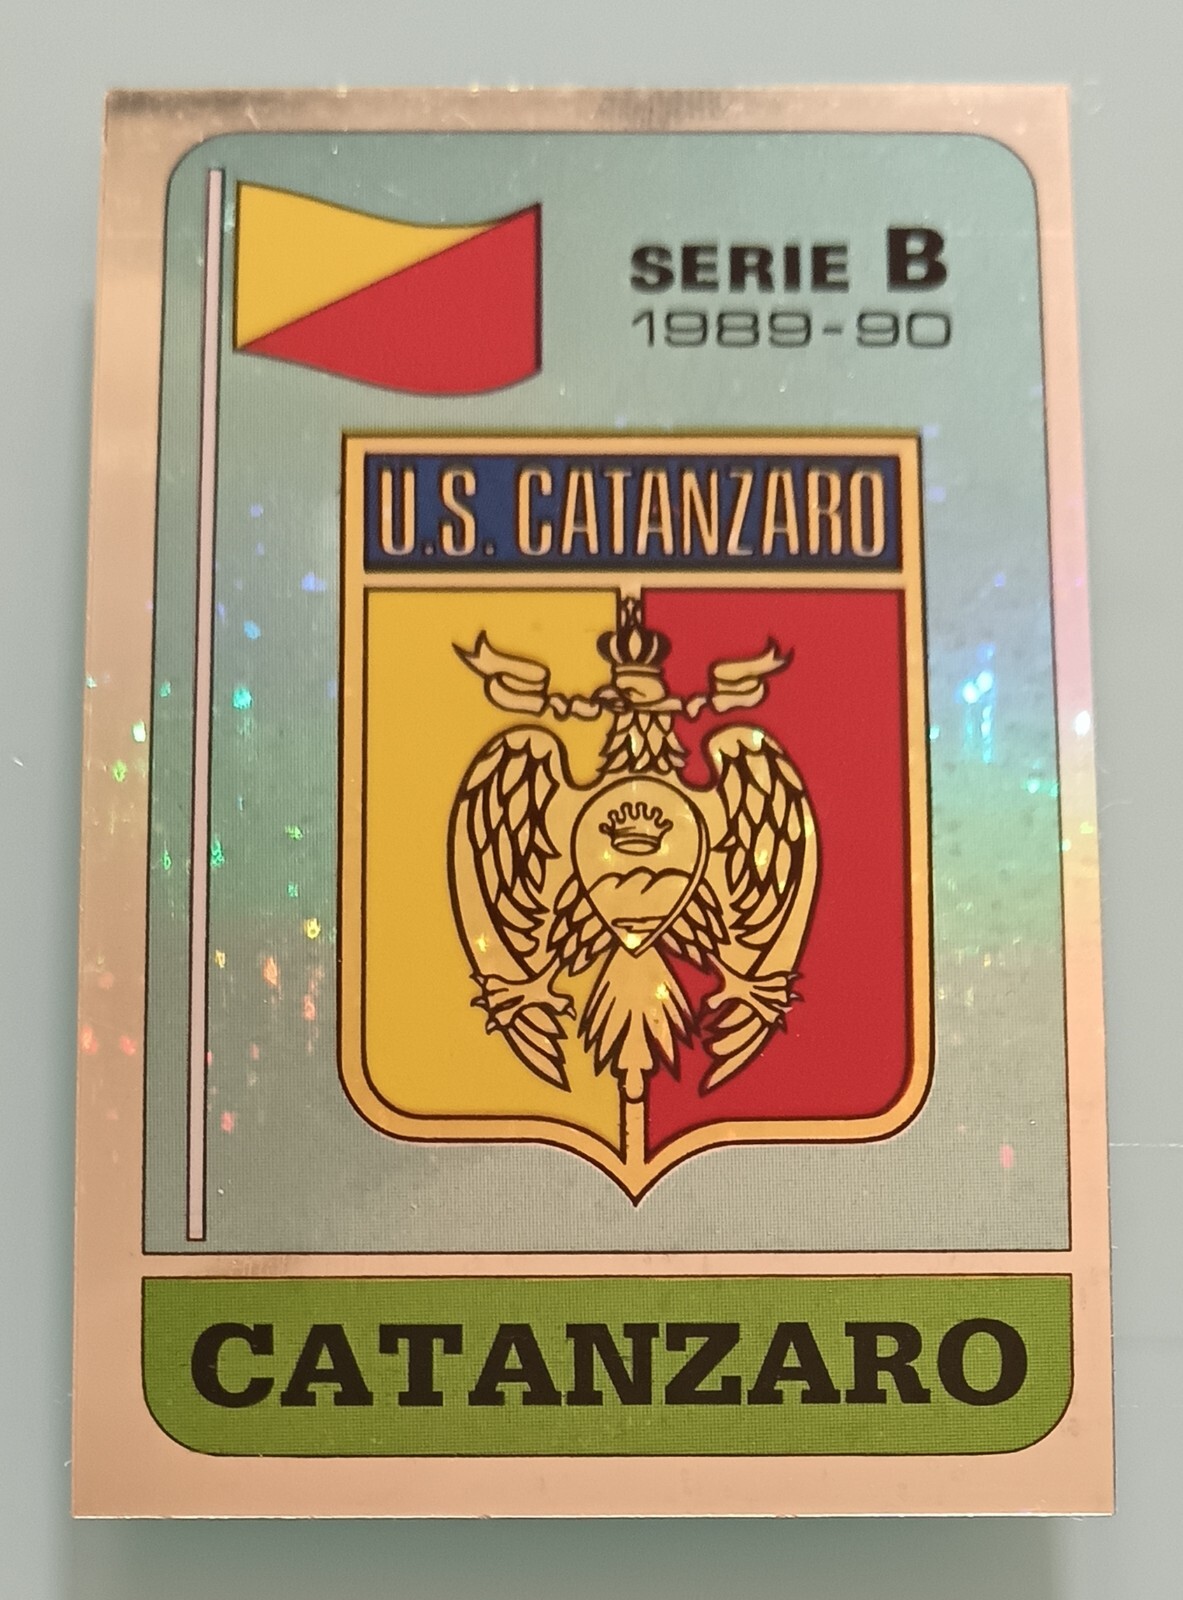 SERIE B
1989-90
U.S. CATANZARO
CATANZARO